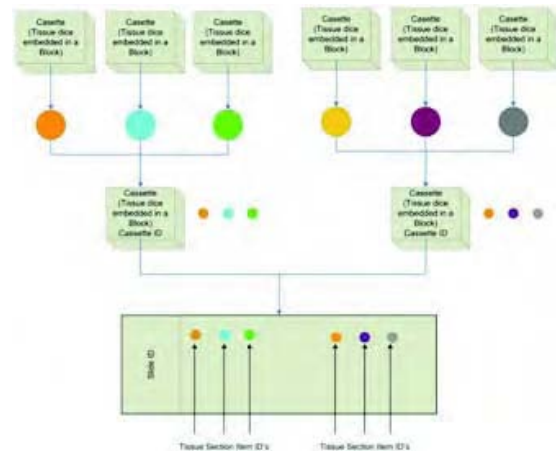 Casette
(Tissue dice
embedded in a
Block)
Casette
(Tissue dice
embedded in a
Block)
Casette
(Tissue dice
embedded in a
Block)
Casette
(Tissue dice
embedded in a
Block)
Casette
(Tissue dice
embedded in a
Block)
Casette
(Tissue dice
embedded in a
Block)
Cassette
(Tissue dice
embedded in a
Block)
Cassette ID
Cassette
(Tissue dice
embedded in a
Block)
Cassette ID
Slide ID
Tissue Section Item ID's
Tissue Section Item ID's